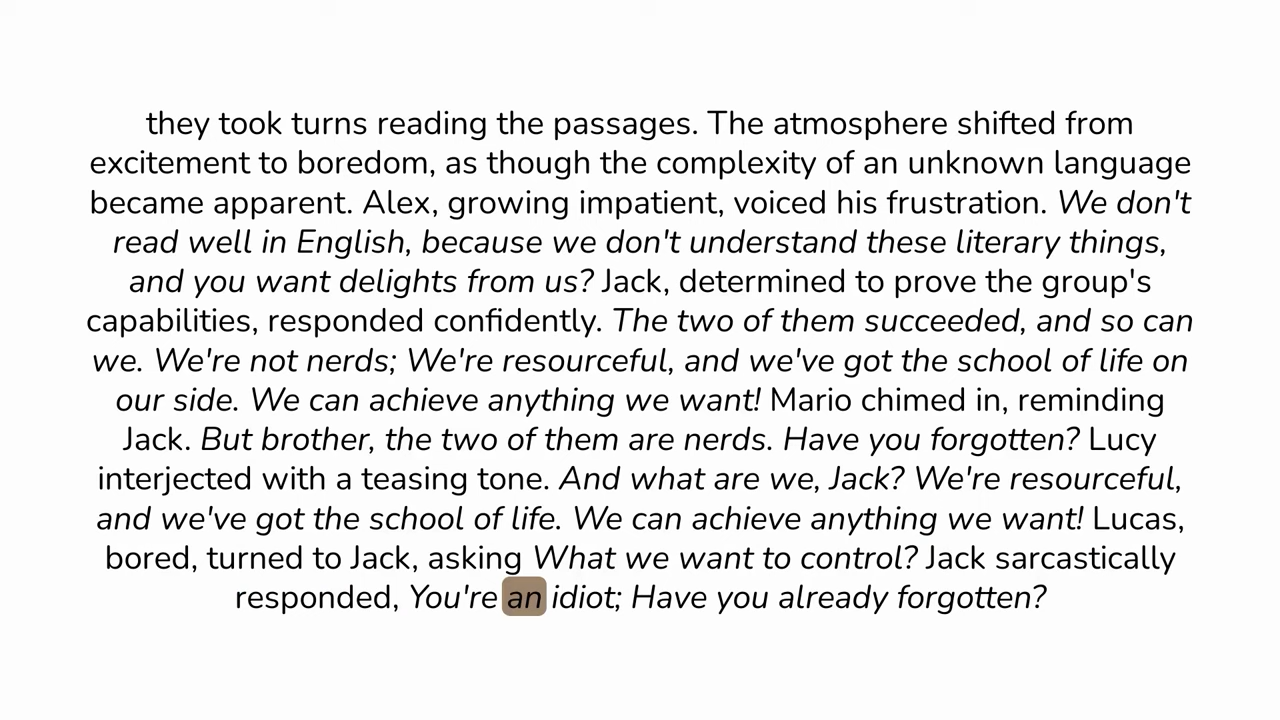 they took turns reading the passages. The atmosphere shifted from
excitement to boredom, as though the complexity of an unknown language
became apparent. Alex, growing impatient, voiced his frustration. We don't
read well in English, because we don't understand these literary things,
and you want delights from us? Jack, determined to prove the group's
capabilities, responded confidently. The two of them succeeded, and so can
we. We're not nerds; We're resourceful, and we've got the school of life on
our side. We can achieve anything we want! Mario chimed in, reminding
Jack. But brother, the two of them are nerds. Have you forgotten? Lucy
interjected with a teasing tone. And what are we, Jack? We're resourceful,
and we've got the school of life. We can achieve anything we want! Lucas,
bored, turned to Jack, asking What we want to control? Jack sarcastically
responded, You're an idiot; Have you already forgotten?